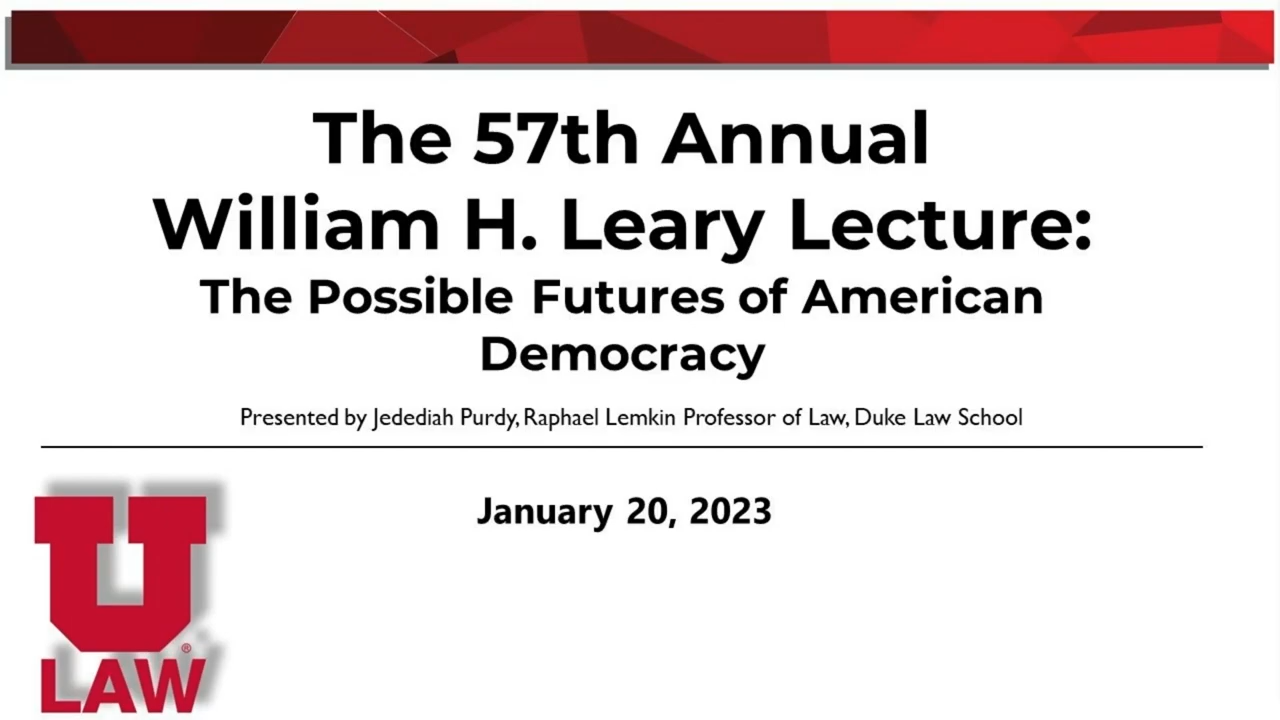 The 57th Annual
William H. Leary Lecture:
The Possible Futures of American
Democracy
Presented by Jedediah Purdy, Raphael Lemkin Professor of Law, Duke Law School
January 20, 2023
U
®
LAW